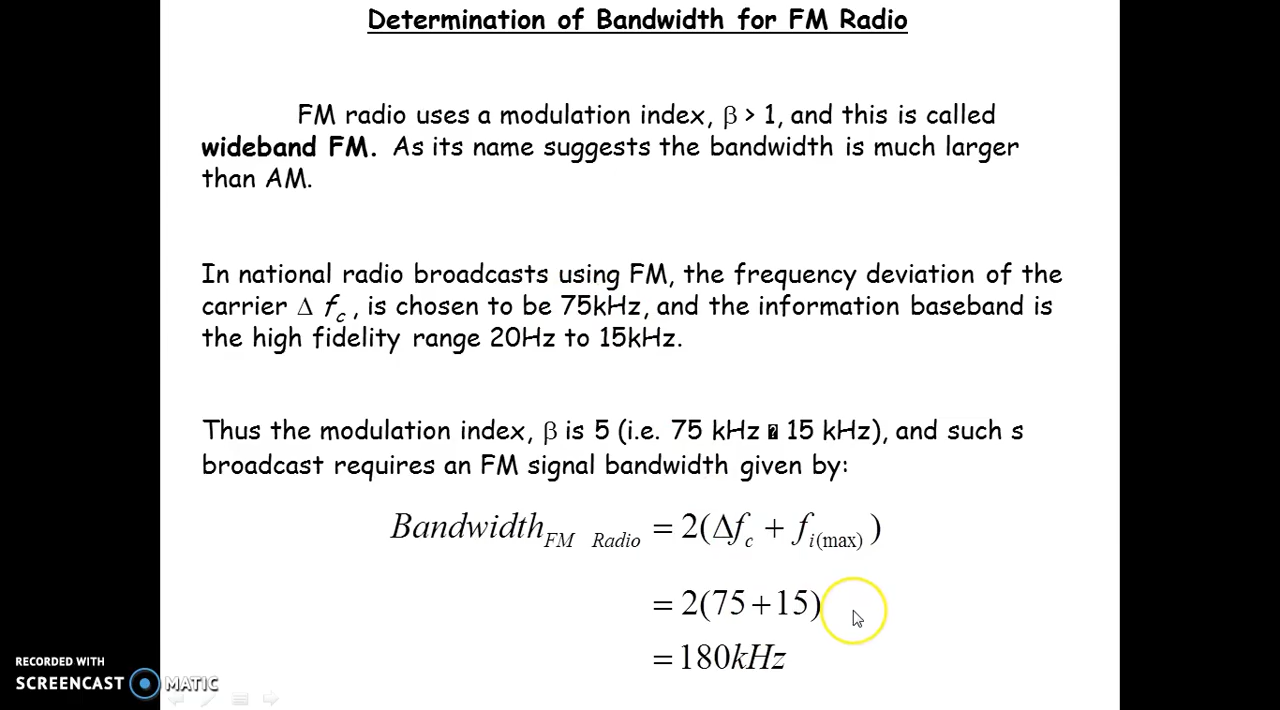 Determination of Bandwidth for FM Radio
FM radio uses a modulation index, β > 1, and this is called
wideband FM. As its name suggests the bandwidth is much larger
than AM.
In national radio broadcasts using FM, the frequency deviation of the
carrier Δ fc , is chosen to be 75kHz, and the information baseband is
the high fidelity range 20Hz to 15kHz.
Thus the modulation index, β is 5 (i.e. 75 kHz 15 kHz), and such s
broadcast requires an FM signal bandwidth given by:
Bandwidth FM Radio = 2(Δfc + fi(max) )
= 2(75+15)
= 180kHz
RECORDED WITH
SCREENCAST MATIC